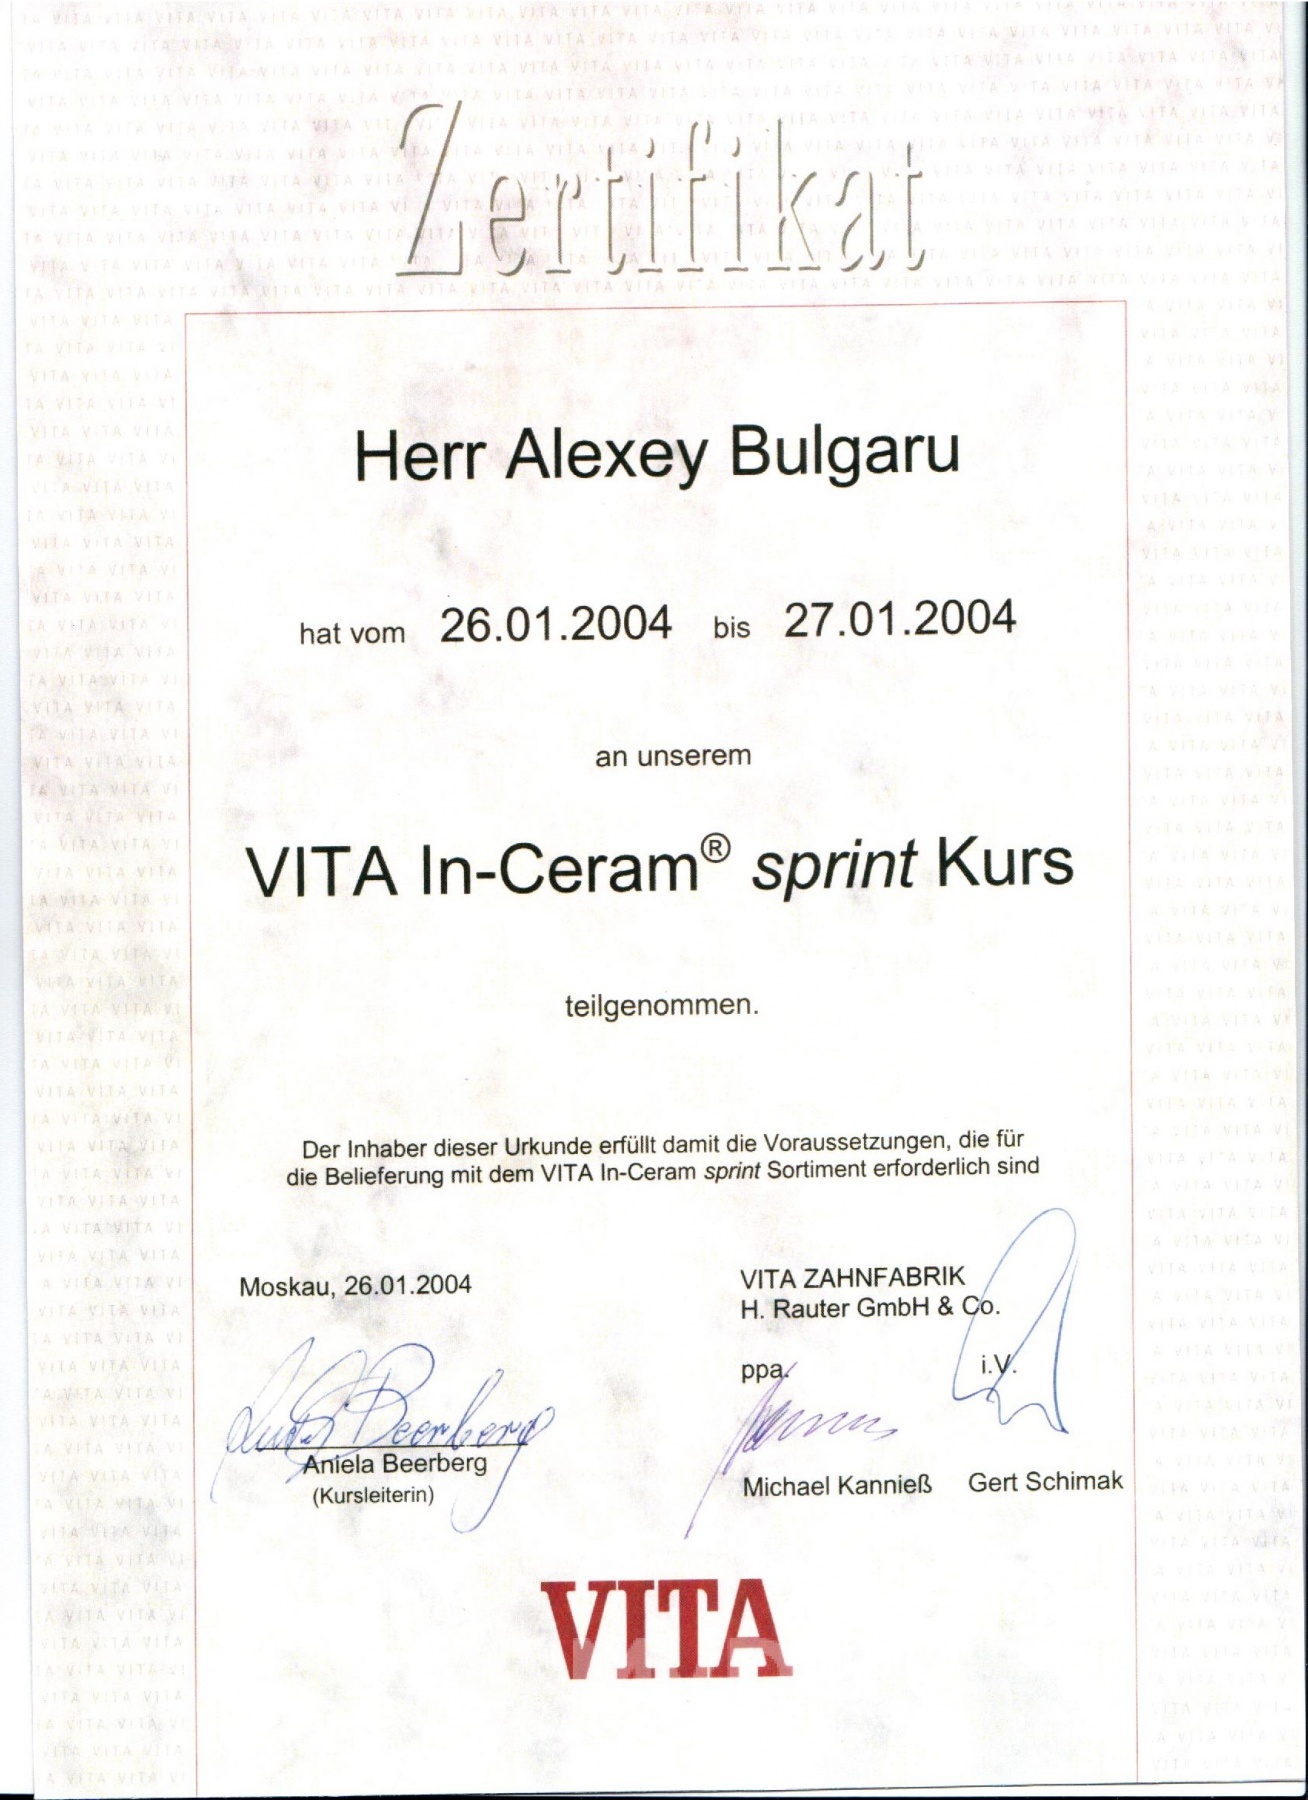 Zertifikat
Herr Alexey Bulgaru
hat vom 26.01.2004 bis 27.01.2004
an unserem
VITA In-Ceram® sprint Kurs
teilgenommen.
Der Inhaber dieser Urkunde erfüllt damit die Voraussetzungen, die für
die Belieferung mit dem VITA In-Ceram sprint Sortiment erforderlich sind
Moskau, 26.01.2004
VITA ZAHNFABRIK
H. Rauter GmbH & Co.
ppa. i.V.
Beerberg
Aniela Beerberg
(Kursleiterin)
Michael Kannieß Gert Schimak
VITA